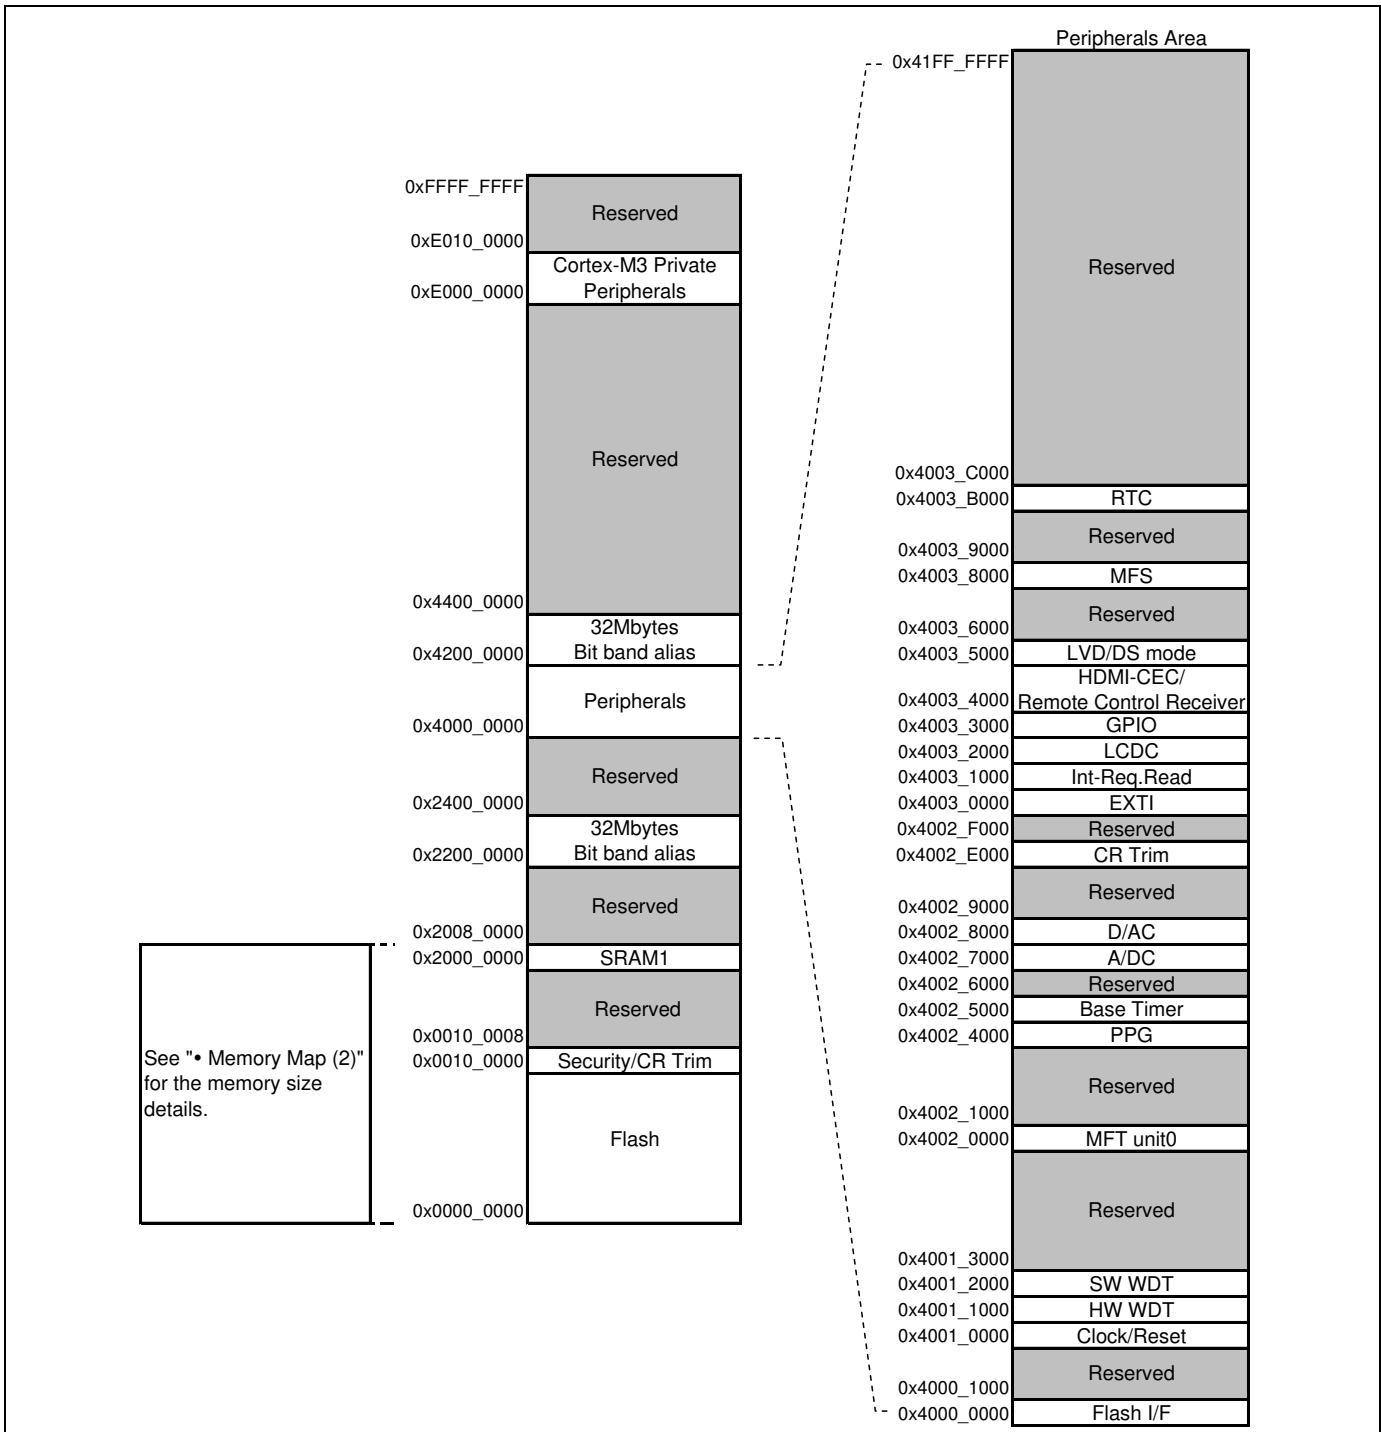 Peripherals Area
0x41FF_FFFF
Reserved
0x4003_C000
0x4003_B000 RTC
Reserved
0x4003_9000
0x4003_8000 MFS
Reserved
0x4003_6000
0x4003_5000 LVD/DS mode
HDMI-CEC/
0x4003_4000 Remote Control Receiver
0x4003_3000 GPIO
0x4003_2000 LCDC
0x4003_1000 Int-Req.Read
0x4003_0000 EXTI
0x4002_F000 Reserved
0x4002_E000 CR Trim
Reserved
0x4002_9000
0x4002_8000 D/AC
0x4002_7000 A/DC
0x4002_6000 Reserved
0x4002_5000 Base Timer
0x4002_4000 PPG
Reserved
0x4002_1000
0x4002_0000 MFT unit0
Reserved
0x4001_3000
0x4001_2000 SW WDT
0x4001_1000 HW WDT
0x4001_0000 Clock/Reset
Reserved
0x4000_1000
0x4000_0000 Flash I/F
0xFFFF_FFFF
Reserved
0xE010_0000
Cortex-M3 Private
0xE000_0000 Peripherals
Reserved
0x4400_0000
32Mbytes
0x4200_0000 Bit band alias
Peripherals
0x4000_0000
Reserved
0x2400_0000
32Mbytes
0x2200_0000 Bit band alias
Reserved
0x2008_0000
0x2000_0000 SRAM1
Reserved
0x0010_0008
0x0010_0000 Security/CR Trim
Flash
0x0000_0000
See "• Memory Map (2)"
for the memory size
details.